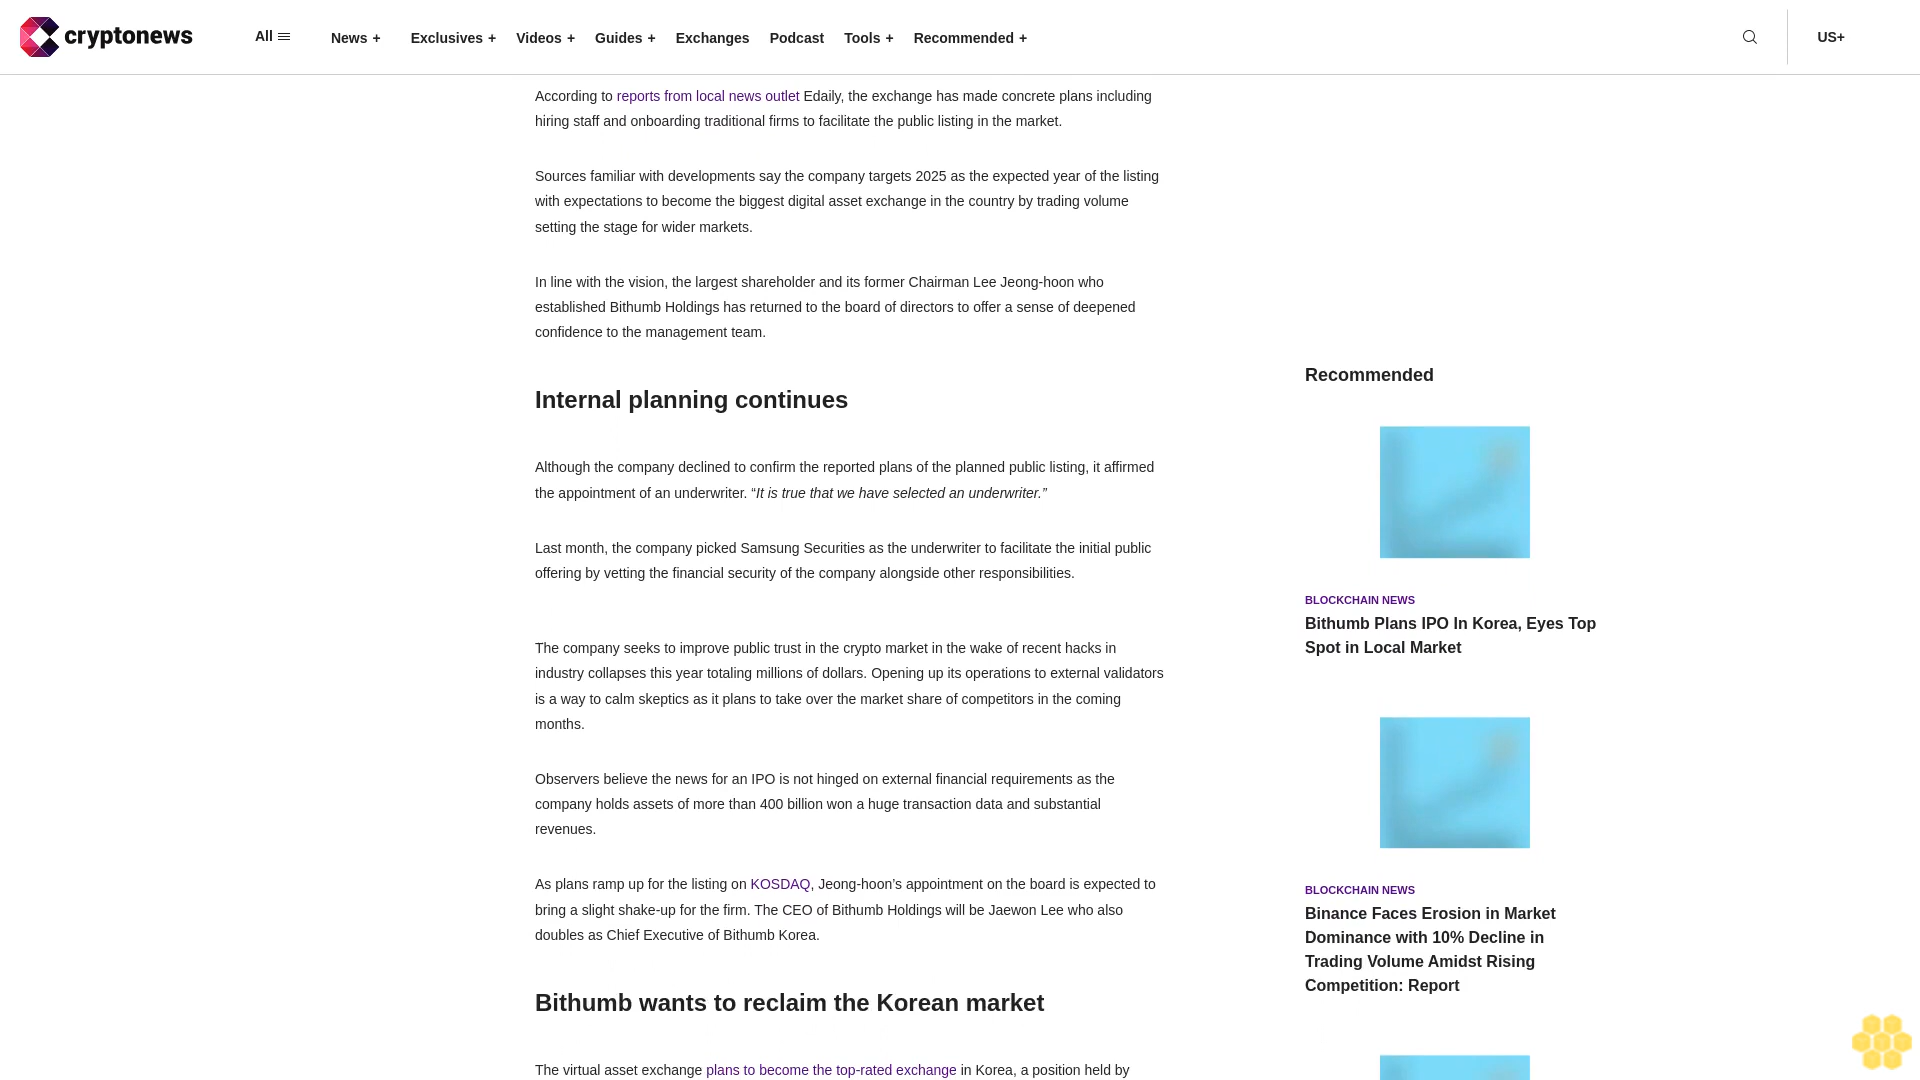 cryptonews
All
News +
Exclusives +
Videos +
Guides +
Exchanges
Podcast
Tools +
Recommended +
US+
According to reports from local news outlet Edaily, the exchange has made concrete plans including
hiring staff and onboarding traditional firms to facilitate the public listing in the market.
Sources familiar with developments say the company targets 2025 as the expected year of the listing
with expectations to become the biggest digital asset exchange in the country by trading volume
setting the stage for wider markets.
In line with the vision, the largest shareholder and its former Chairman Lee Jeong-hoon who
established Bithumb Holdings has returned to the board of directors to offer a sense of deepened
confidence to the management team.
Internal planning continues
Although the company declined to confirm the reported plans of the planned public listing, it affirmed
the appointment of an underwriter. “It is true that we have selected an underwriter.”
Last month, the company picked Samsung Securities as the underwriter to facilitate the initial public
offering by vetting the financial security of the company alongside other responsibilities.
The company seeks to improve public trust in the crypto market in the wake of recent hacks in
industry collapses this year totaling millions of dollars. Opening up its operations to external validators
is a way to calm skeptics as it plans to take over the market share of competitors in the coming
months.
Observers believe the news for an IPO is not hinged on external financial requirements as the
company holds assets of more than 400 billion won a huge transaction data and substantial
revenues.
As plans ramp up for the listing on KOSDAQ, Jeong-hoon’s appointment on the board is expected to
bring a slight shake-up for the firm. The CEO of Bithumb Holdings will be Jaewon Lee who also
doubles as Chief Executive of Bithumb Korea.
Bithumb wants to reclaim the Korean market
The virtual asset exchange plans to become the top-rated exchange in Korea, a position held by
Recommended
BLOCKCHAIN NEWS
Bithumb Plans IPO In Korea, Eyes Top
Spot in Local Market
BLOCKCHAIN NEWS
Binance Faces Erosion in Market
Dominance with 10% Decline in
Trading Volume Amidst Rising
Competition: Report